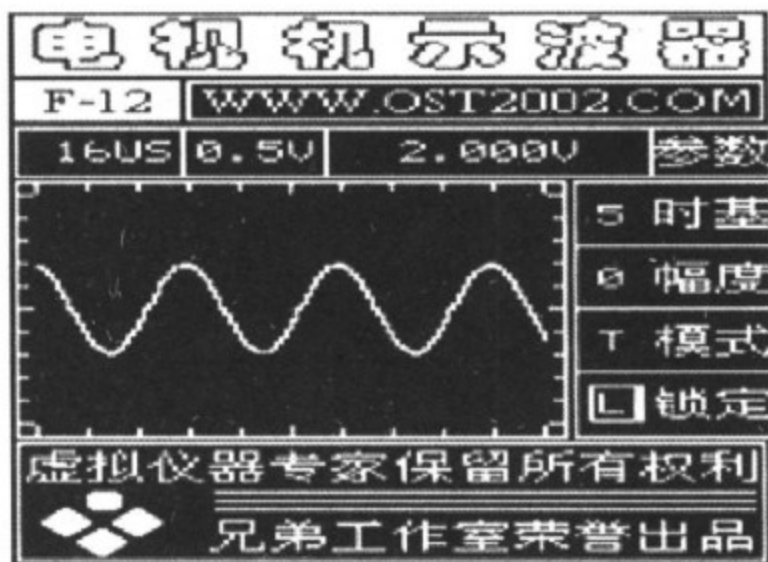 电视机示波器
F-12 WWW.OST2002.COM
16US 0.5V 2.000V 参数
5 时基
0 幅度
T 模式
L 锁定
虚拟仪器专家保留所有权利
兄弟工作室荣誉出品